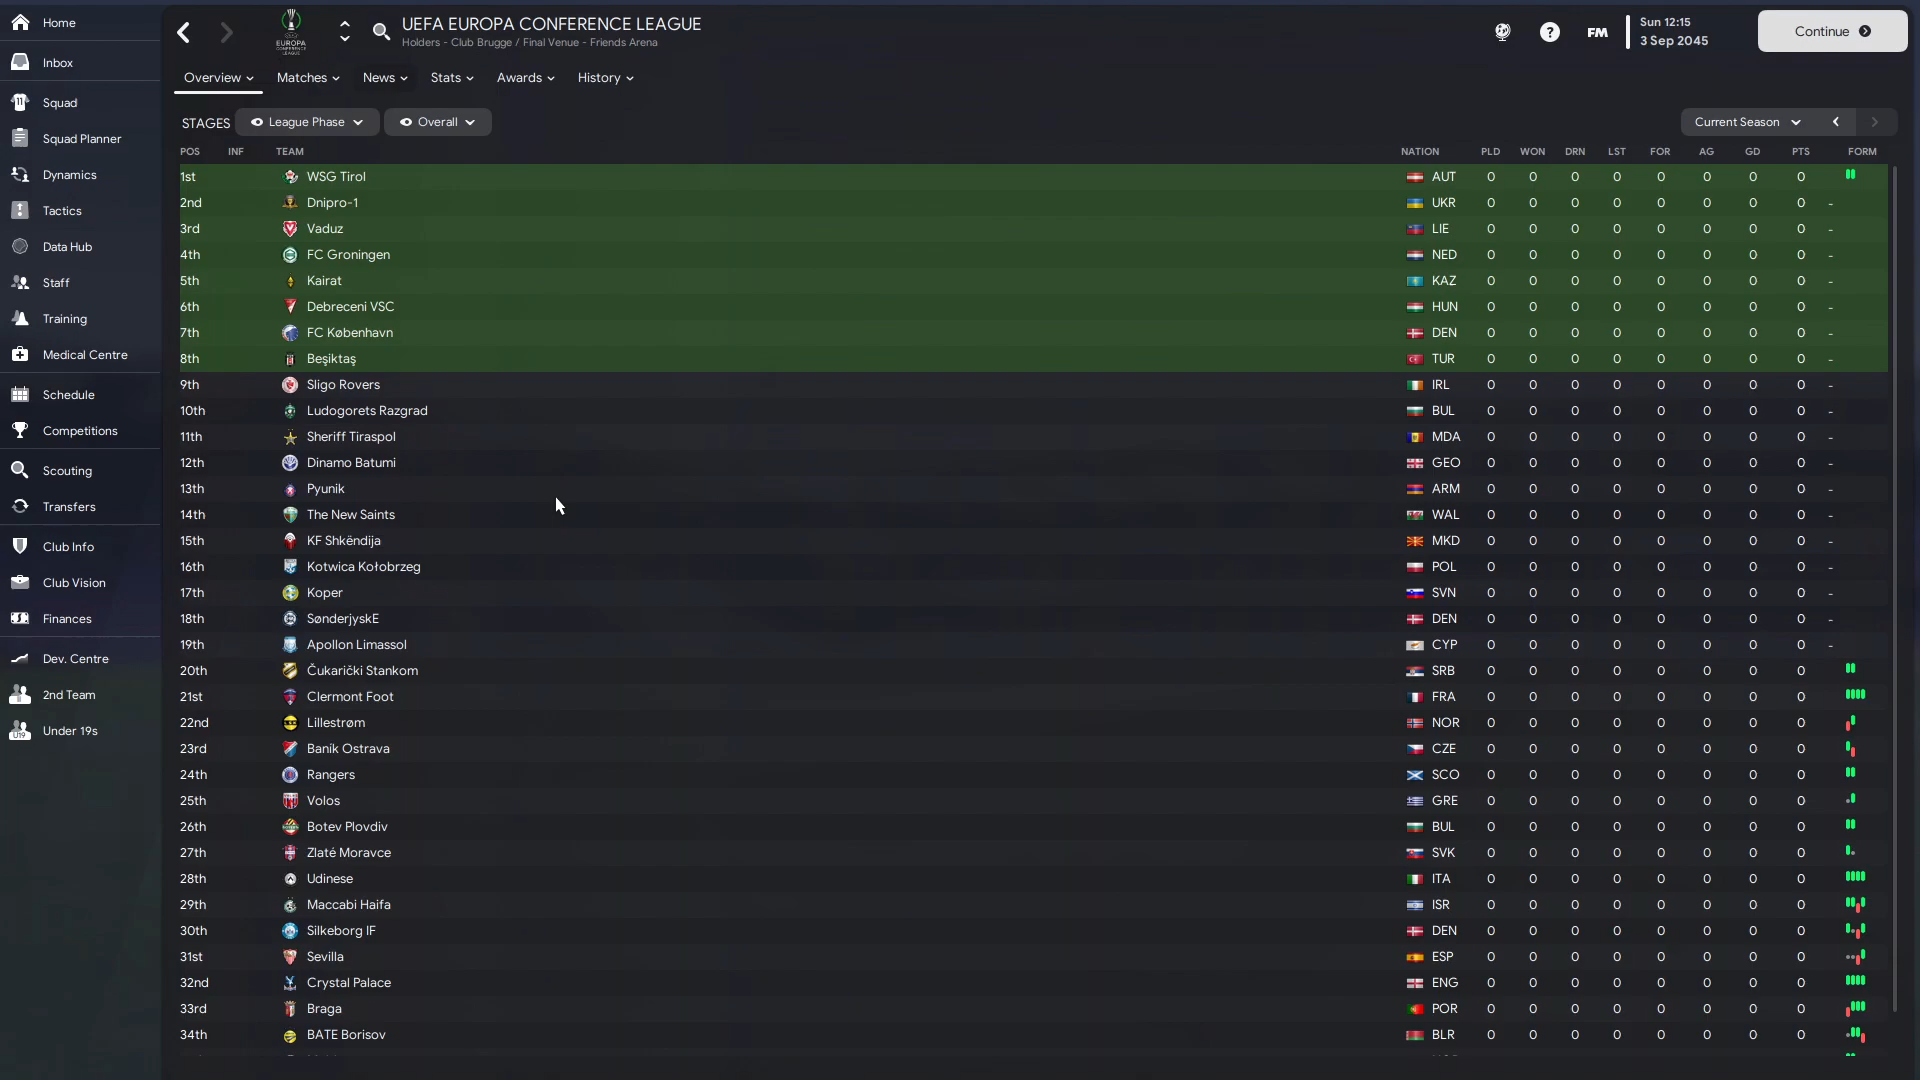 Home
Inbox
Squad
Squad Planner
Dynamics
Tactics
Data Hub
Staff
Training
Medical Centre
Schedule
Competitions
Scouting
Transfers
Club Info
Club Vision
Finances
Dev. Centre
2nd Team
Under 19s
EUROPA
CONFERENCE
LEAGUE
UEFA EUROPA CONFERENCE LEAGUE
Holders - Club Brugge / Final Venue - Friends Arena
? FM
Sun 12:15
3 Sep 2045
Continue
Overview Matches News Stats Awards History
STAGES League Phase Overall Current Season
POS INF TEAM NATION PLD WON DRN LST FOR AG GD PTS FORM
1st WSG Tirol AUT 0 0 0 0 0 0 0 0
2nd Dnipro-1 UKR 0 0 0 0 0 0 0 0 -
3rd Vaduz LIE 0 0 0 0 0 0 0 0 -
4th FC Groningen NED 0 0 0 0 0 0 0 0 -
5th Kairat KAZ 0 0 0 0 0 0 0 0 -
6th Debreceni VSC HUN 0 0 0 0 0 0 0 0 -
7th FC København DEN 0 0 0 0 0 0 0 0 -
8th Beşiktaş TUR 0 0 0 0 0 0 0 0 -
9th Sligo Rovers IRL 0 0 0 0 0 0 0 0 -
10th Ludogorets Razgrad BUL 0 0 0 0 0 0 0 0 -
11th Sheriff Tiraspol MDA 0 0 0 0 0 0 0 0 -
12th Dinamo Batumi GEO 0 0 0 0 0 0 0 0 -
13th Pyunik ARM 0 0 0 0 0 0 0 0 -
14th The New Saints WAL 0 0 0 0 0 0 0 0 -
15th KF Shkëndija MKD 0 0 0 0 0 0 0 0 -
16th Kotwica Kołobrzeg POL 0 0 0 0 0 0 0 0 -
17th Koper SVN 0 0 0 0 0 0 0 0 -
18th SønderjyskE DEN 0 0 0 0 0 0 0 0 -
19th Apollon Limassol CYP 0 0 0 0 0 0 0 0 -
20th Čukarički Stankom SRB 0 0 0 0 0 0 0 0
21st Clermont Foot FRA 0 0 0 0 0 0 0 0
22nd Lillestrøm NOR 0 0 0 0 0 0 0 0
23rd Baník Ostrava CZE 0 0 0 0 0 0 0 0
24th Rangers SCO 0 0 0 0 0 0 0 0
25th Volos GRE 0 0 0 0 0 0 0 0
26th Botev Plovdiv BUL 0 0 0 0 0 0 0 0
27th Zlaté Moravce SVK 0 0 0 0 0 0 0 0
28th Udinese ITA 0 0 0 0 0 0 0 0
29th Maccabi Haifa ISR 0 0 0 0 0 0 0 0
30th Silkeborg IF DEN 0 0 0 0 0 0 0 0
31st Sevilla ESP 0 0 0 0 0 0 0 0
32nd Crystal Palace ENG 0 0 0 0 0 0 0 0
33rd Braga POR 0 0 0 0 0 0 0 0
34th BATE Borisov BLR 0 0 0 0 0 0 0 0